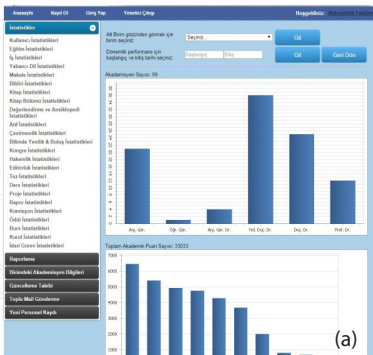 Anasayfa Kayıt Ol Giriş Yap Yönetici Çıkışı Hoşgeldiniz:
İstatistikler
Kullanıcı İstatistikleri
Eğitim İstatistikleri
İş İstatistikleri
Yabancı Dil İstatistikleri
Makale İstatistikleri
Bildiri İstatistikleri
Kitap İstatistikleri
Kitap Bölümü İstatistikleri
Değerlendirme ve Ansiklopedi
İstatistikleri
Atıf İstatistikleri
Çevirmenlik İstatistikleri
Bilimde Yenilik & Buluş İstatistikleri
Kongre İstatistikleri
Hakemlik İstatistikleri
Editörlük İstatistikleri
Tez İstatistikleri
Ders İstatistikleri
Proje İstatistikleri
Rapor İstatistikleri
Komisyon İstatistikleri
Ödül İstatistikleri
Burs İstatistikleri
Kurul İstatistikleri
İdari Görev İstatistikleri
Raporlama
Birimdeki Akademisyen Bilgileri
Güncelleme Talebi
Toplu Mail Gönderme
Yeni Personel Kaydı
Alt Birim gözünden görmek için
birim seçiniz:
Seçiniz...
Git
Dönemlik performans için
başlangıç ve bitiş tarihi seçiniz:
Başlangıç Bitiş
Git Geri Dön
Akademisyen Sayısı: 99
Arş. Gör. Öğr. Gör. Arş. Gör. Dr. Yrd. Doç. Dr. Doç. Dr. Prof. Dr.
Toplam Akademik Puan Sayısı: 33033
7000
6000
5000
4000
3000
2000
1000
(a)